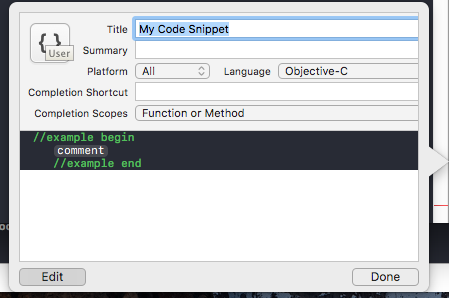 Title My Code Snippet
{ } User
Summary
Platform All Language Objective-C
Completion Shortcut
Completion Scopes Function or Method
//example begin
comment
//example end
Edit Done